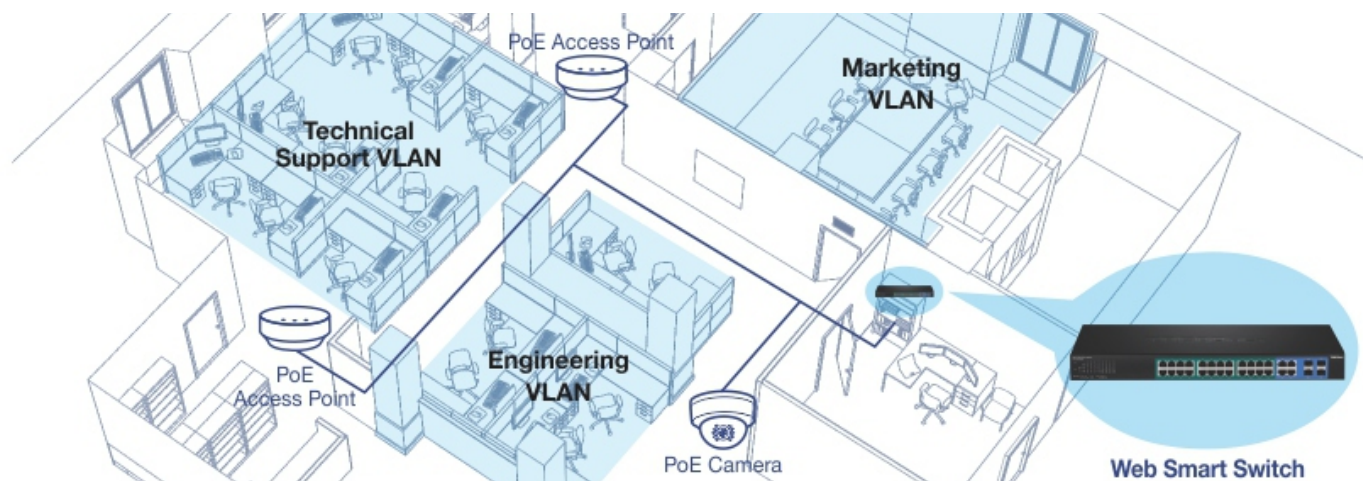 PoE Access Point
Marketing
VLAN
Technical
Support VLAN
PoE
Access Point
Engineering
VLAN
PoE Camera
Web Smart Switch